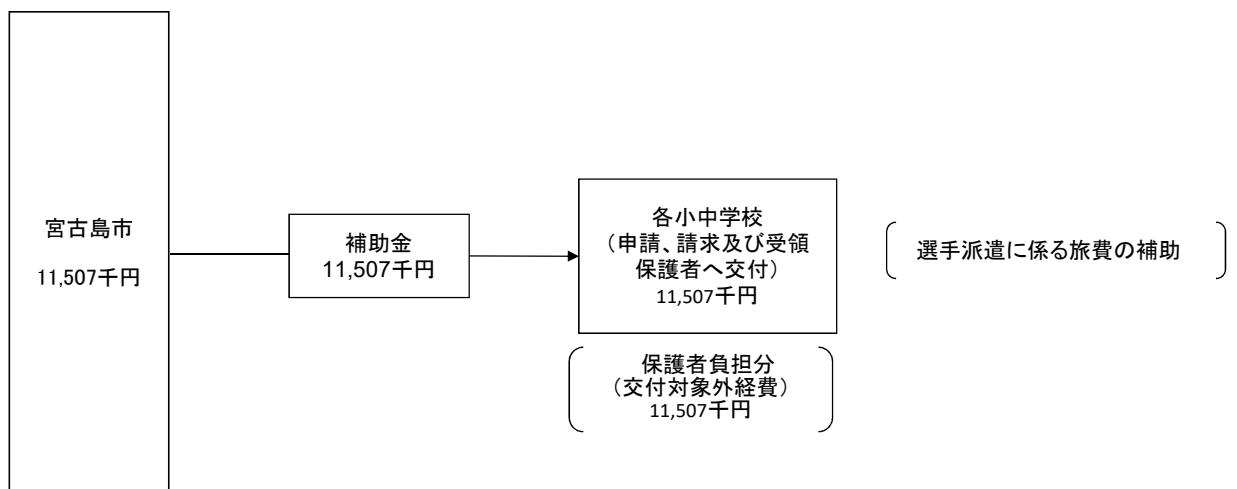 宮古島市
11,507千円
補助金
11,507千円
各小中学校
（申請、請求及び受領
保護者へ交付）
11,507千円
選手派遣に係る旅費の補助
保護者負担分
（交付対象外経費）
11,507千円